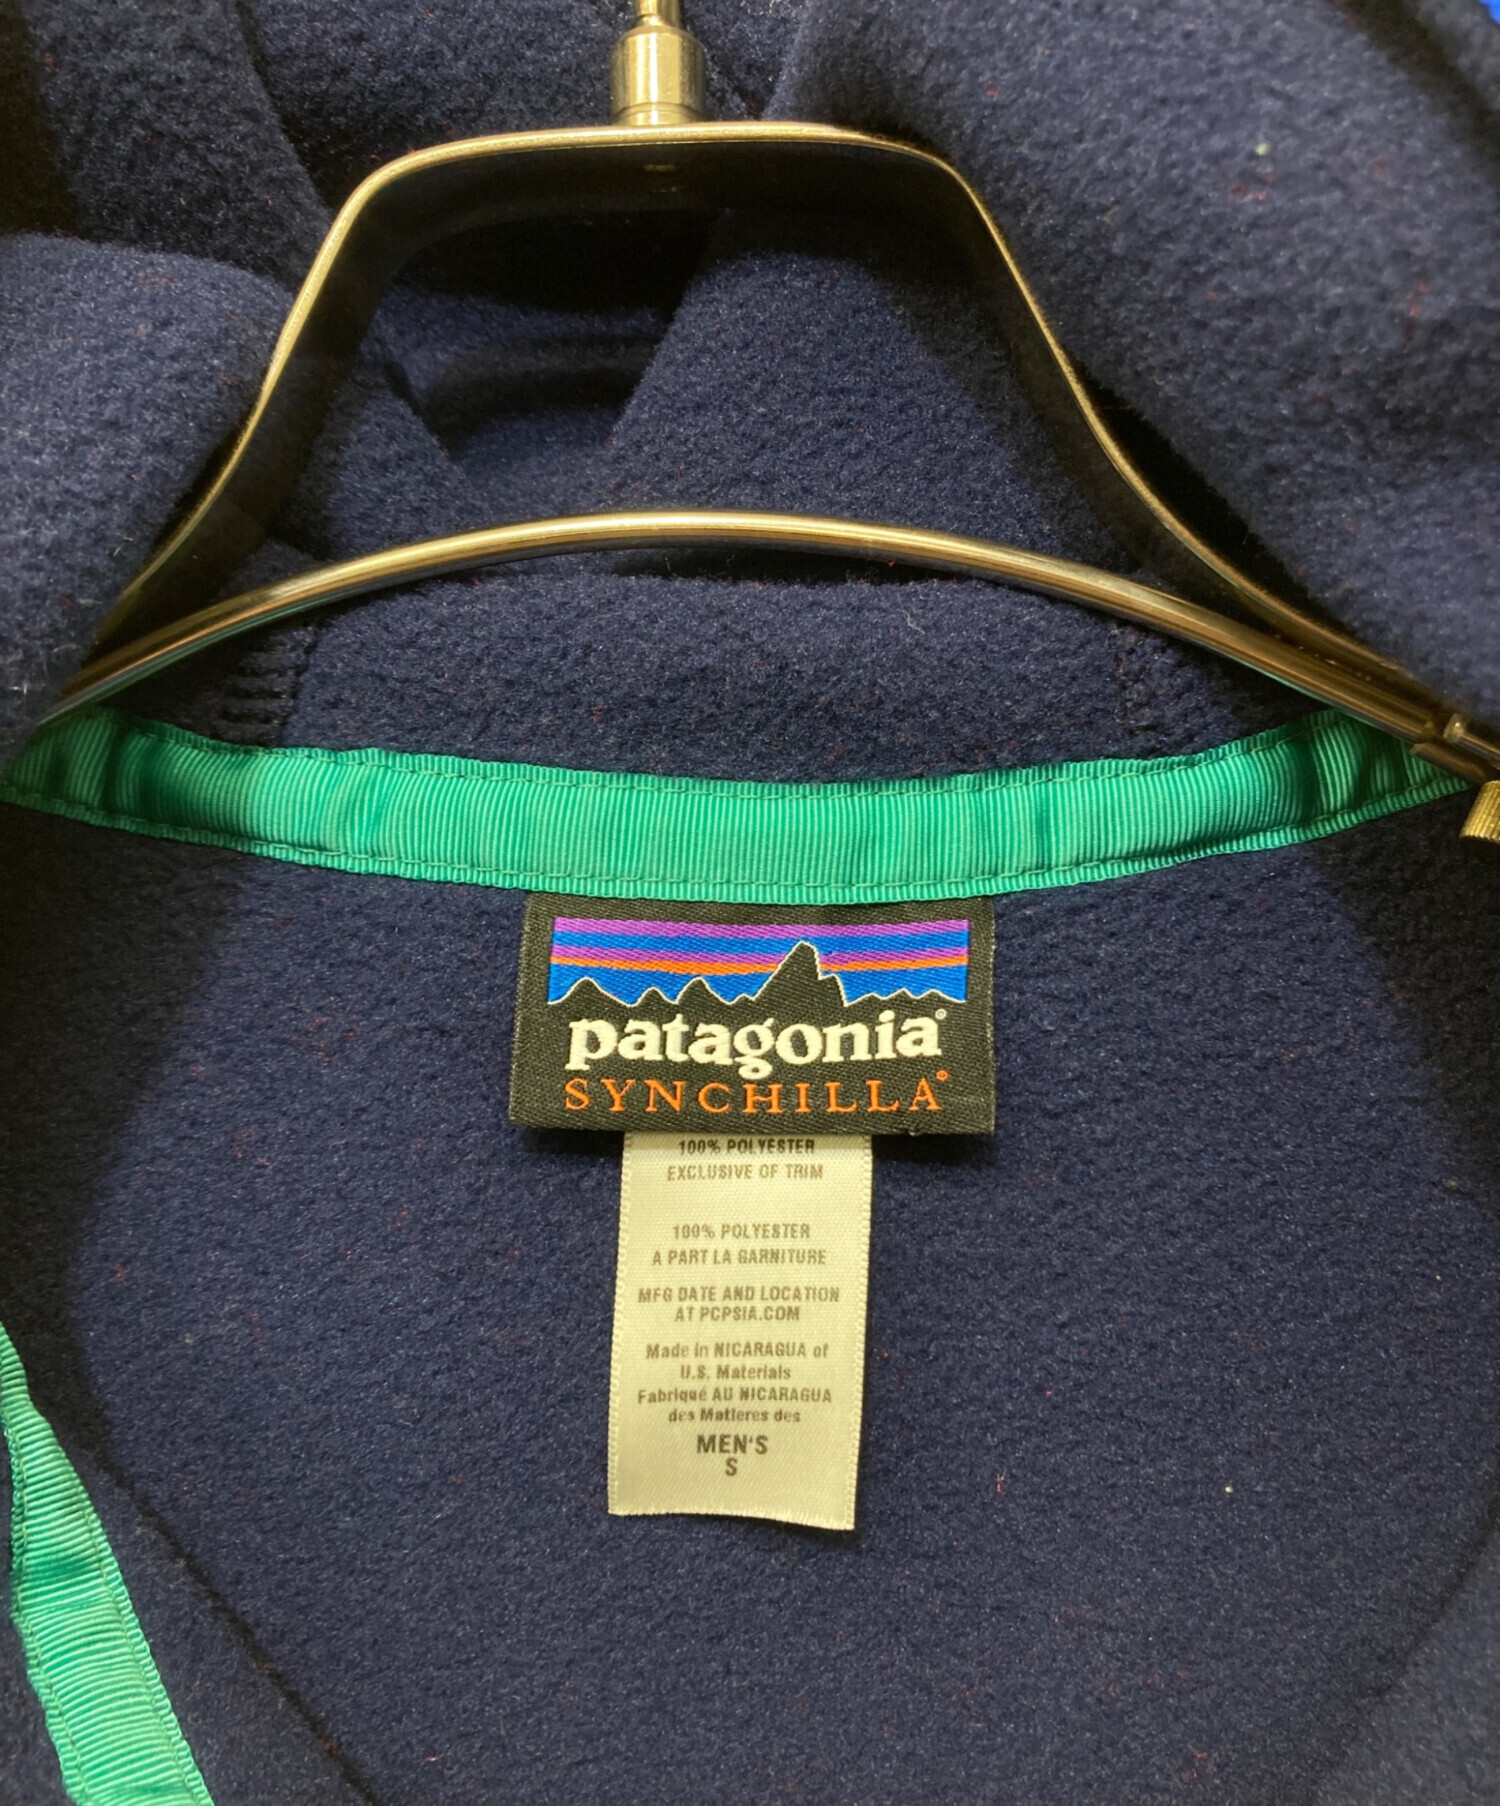 patagonia®
SYNCHILLA®
100% POLYESTER
EXCLUSIVE OF TRIM
100% POLYESTER
A PART LA GARNITURE
MFG DATE AND LOCATION
AT PCPSIA.COM
Made in NICARAGUA of
U.S. Materials
Fabriqué AU NICARAGUA
des Matieres des
MEN'S
S